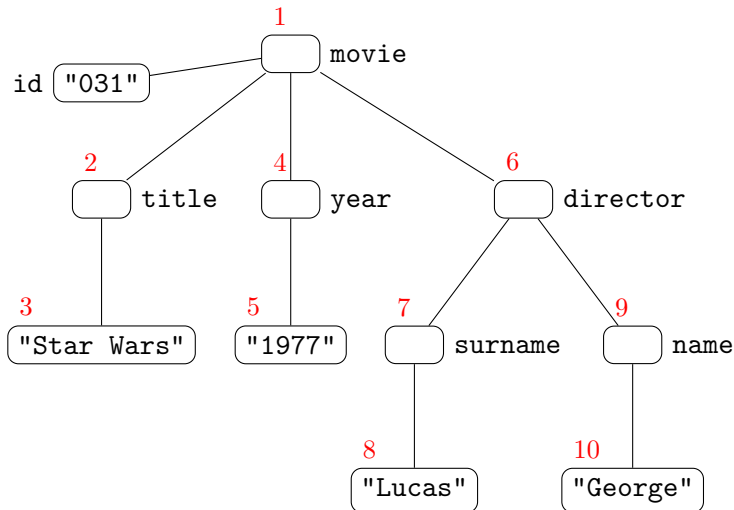 1
movie
id "031"
2 4 6
title year director
3 5 7 9
"Star Wars" "1977" surname name
8 10
"Lucas" "George"